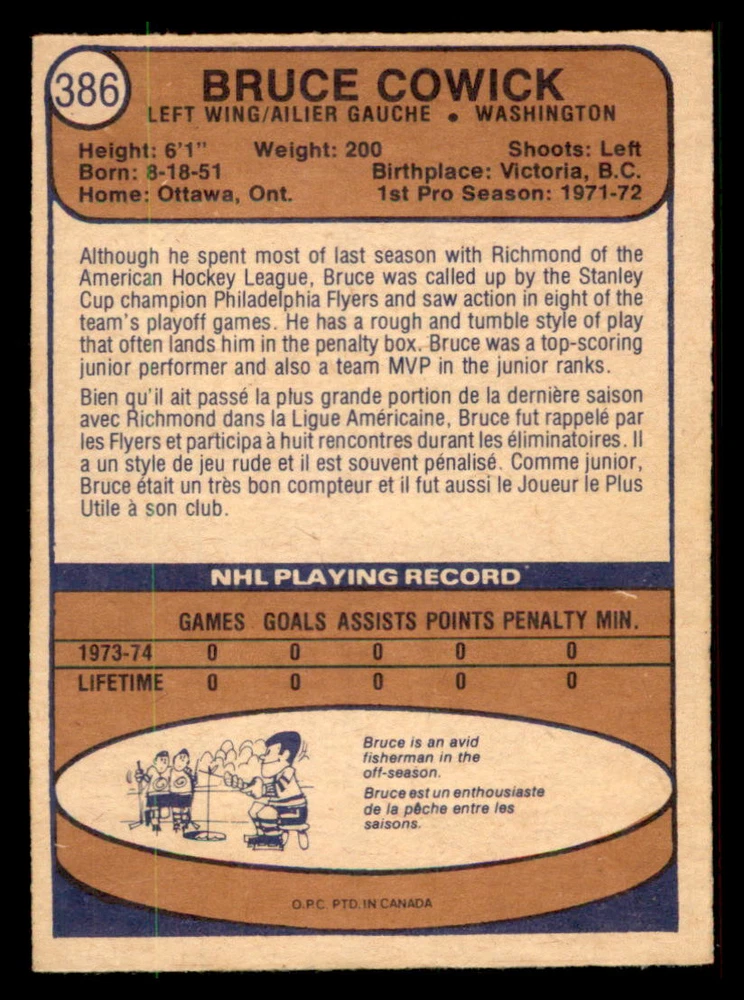 386
BRUCE COWICK
LEFT WING/AILIER GAUCHE • WASHINGTON
Height: 6'1" Weight: 200 Shoots: Left
Born: 8-18-51 Birthplace: Victoria, B.C.
Home: Ottawa, Ont. 1st Pro Season: 1971-72
Although he spent most of last season with Richmond of the
American Hockey League, Bruce was called up by the Stanley
Cup champion Philadelphia Flyers and saw action in eight of the
team's playoff games. He has a rough and tumble style of play
that often lands him in the penalty box. Bruce was a top-scoring
junior performer and also a team MVP in the junior ranks.
Bien qu'il ait passé la plus grande portion de la dernière saison
avec Richmond dans la Ligue Américaine, Bruce fut rappelé par
les Flyers et participa à huit rencontres durant les éliminatoires. Il
a un style de jeu rude et il est souvent pénalisé. Comme junior,
Bruce était un très bon compteur et il fut aussi le Joueur le Plus
Utile à son club.
NHL PLAYING RECORD
GAMES GOALS ASSISTS POINTS PENALTY MIN.
1973-74 0 0 0 0 0
LIFETIME 0 0 0 0 0
Bruce is an avid
fisherman in the
off-season.
Bruce est un enthousiaste
de la pêche entre les
saisons.
O.P.C. PTD. IN CANADA